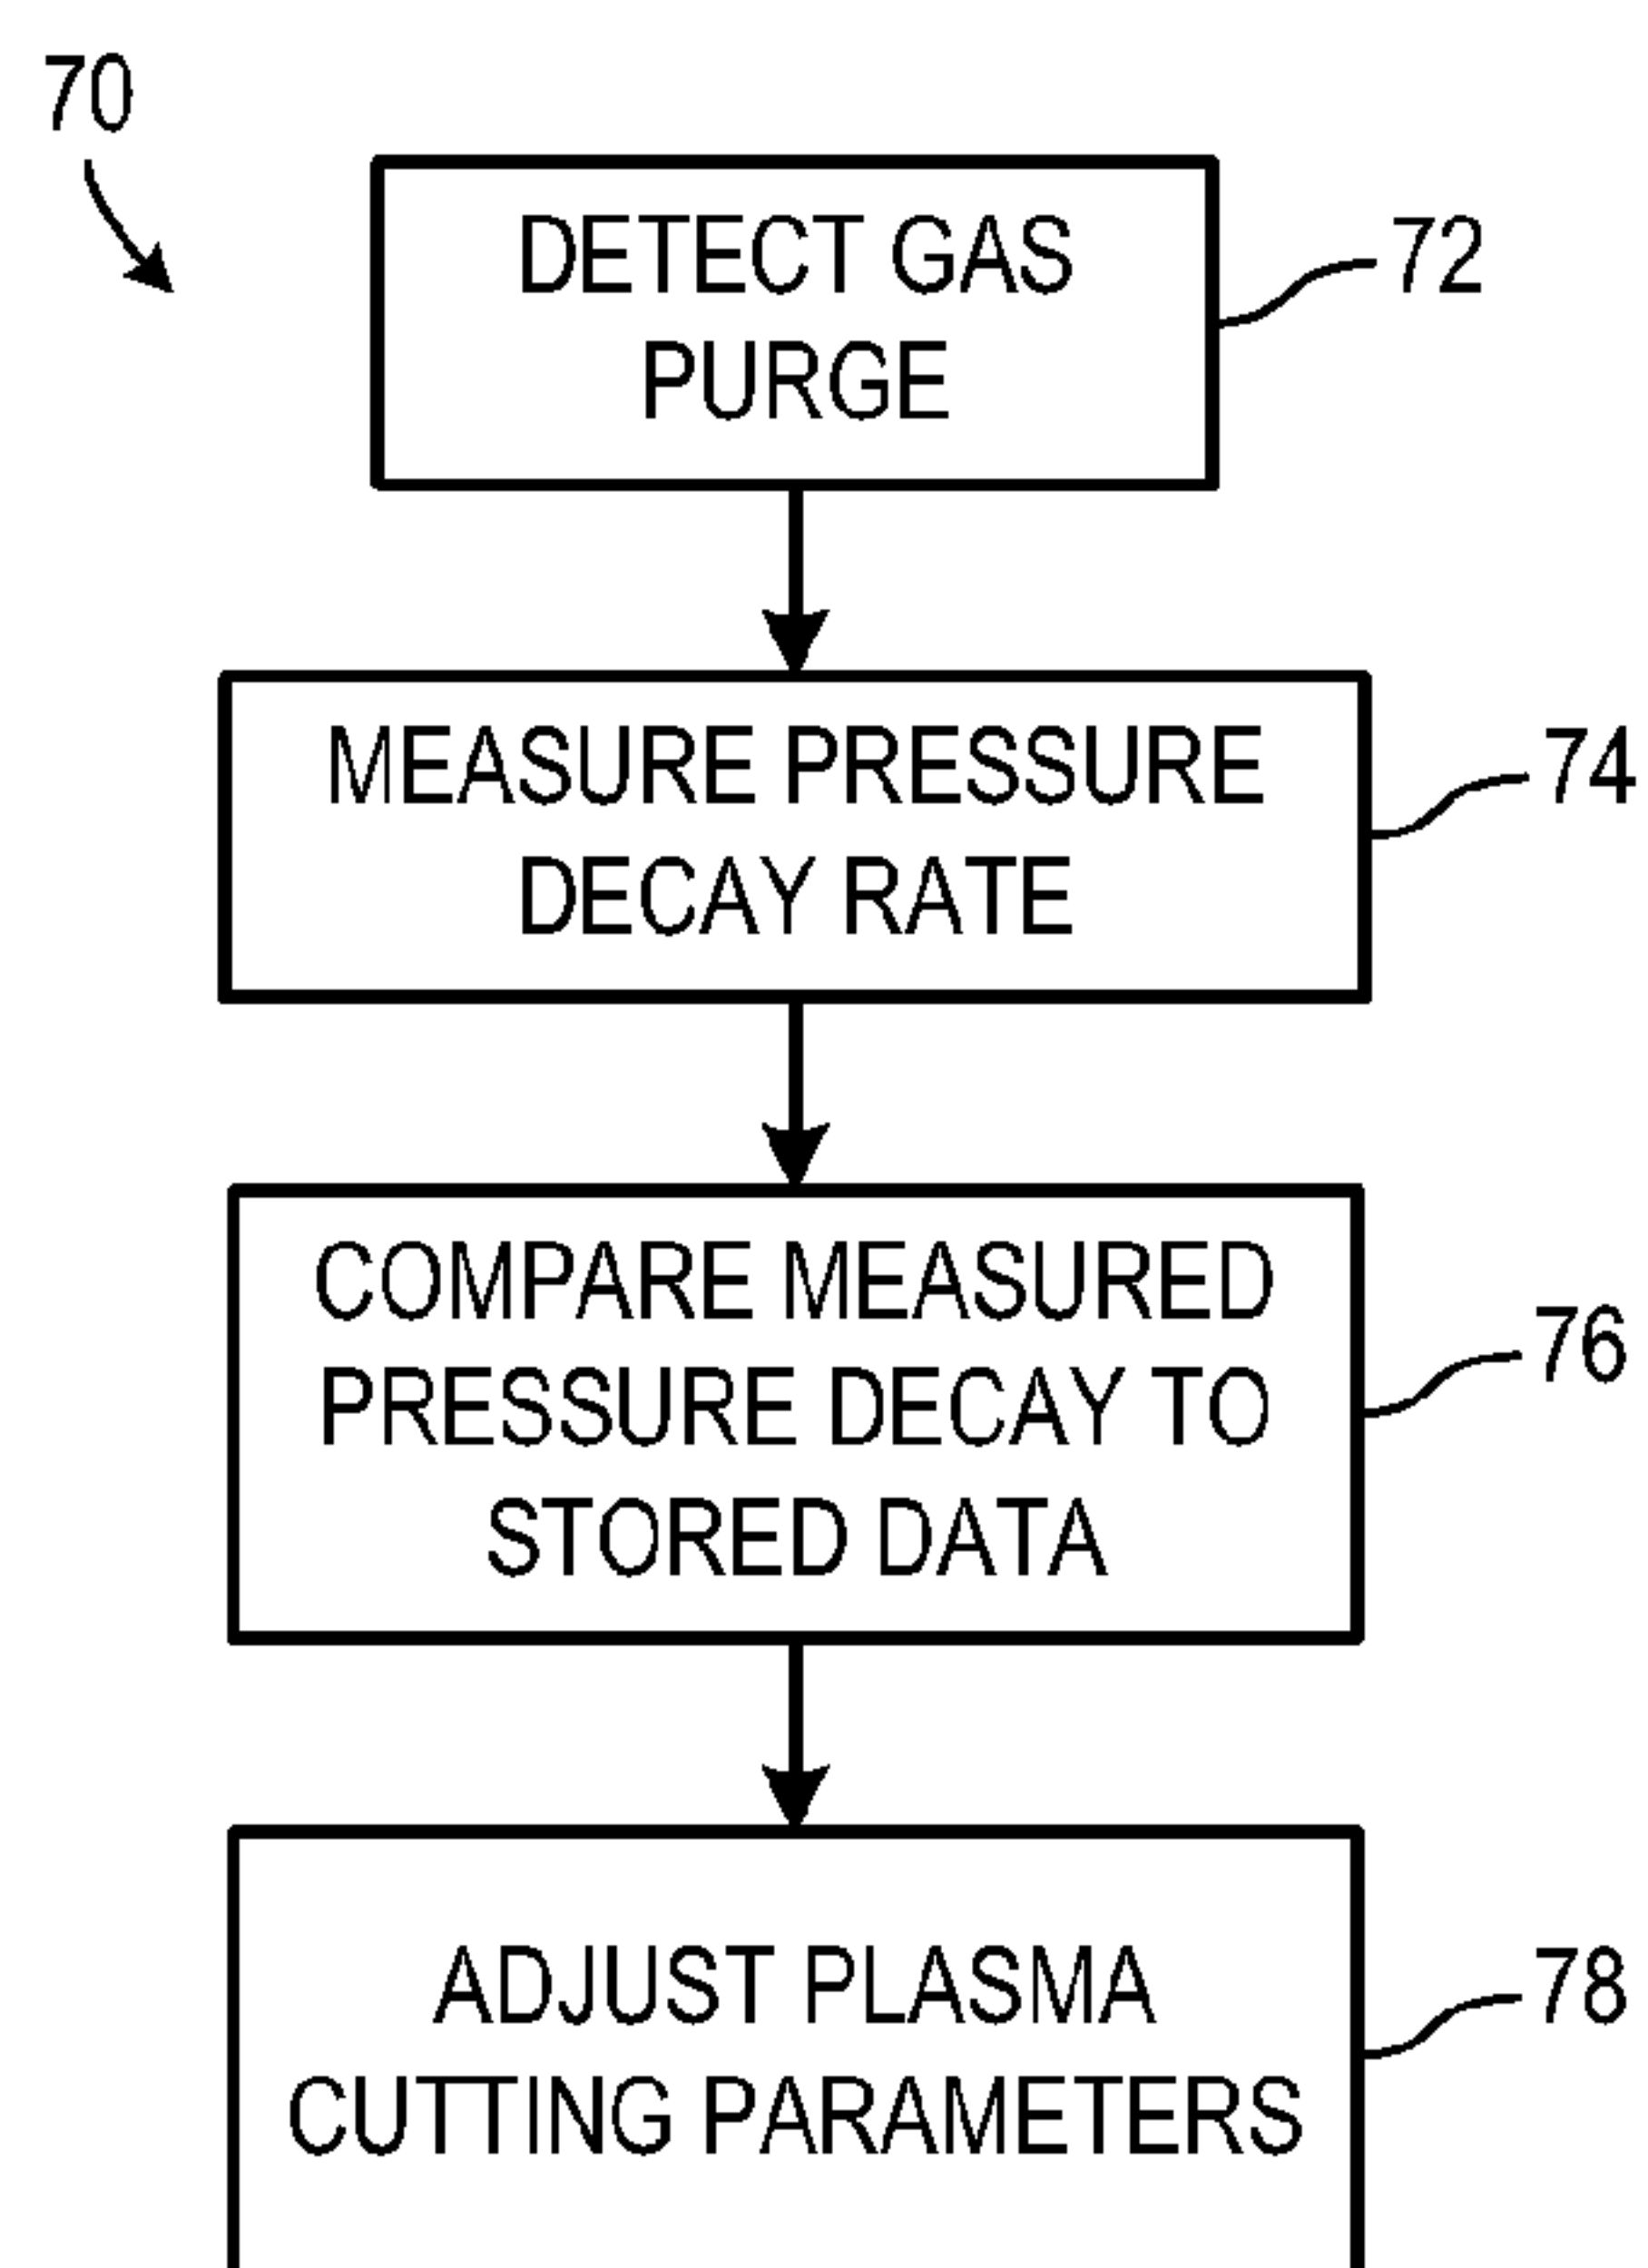 70
DETECT GAS
PURGE
72
MEASURE PRESSURE
DECAY RATE
74
COMPARE MEASURED
PRESSURE DECAY TO
STORED DATA
76
ADJUST PLASMA
CUTTING PARAMETERS
78